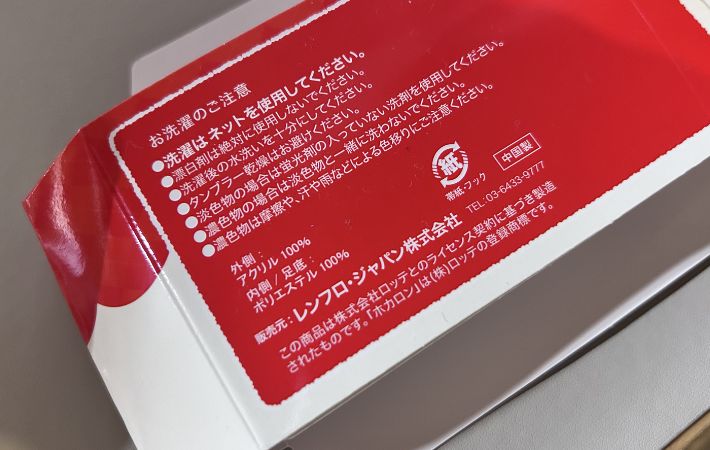 お洗濯のご注意
●洗濯はネットを使用してください。
●漂白剤は絶対に使用しないでください。
●洗濯後の水洗いを十分にしてください。
●タンブラー乾燥はお避けください。
●淡色物の場合は蛍光剤の入っていない洗剤を使用してください。
●濃色物の場合は淡色物と一緒に洗わないでください。
●濃色物は摩擦や、汗や雨などによる色移りにご注意ください。
外側：
アクリル 100%
内側 / 足底：
ポリエステル 100%
紙
帯紙・フック
中国製
販売元：レンフロ・ジャパン株式会社 TEL:03-6433-9777
この商品は株式会社ロッテとのライセンス契約に基づき製造
されたものです。「ホカロン」は(株)ロッテの登録商標です。